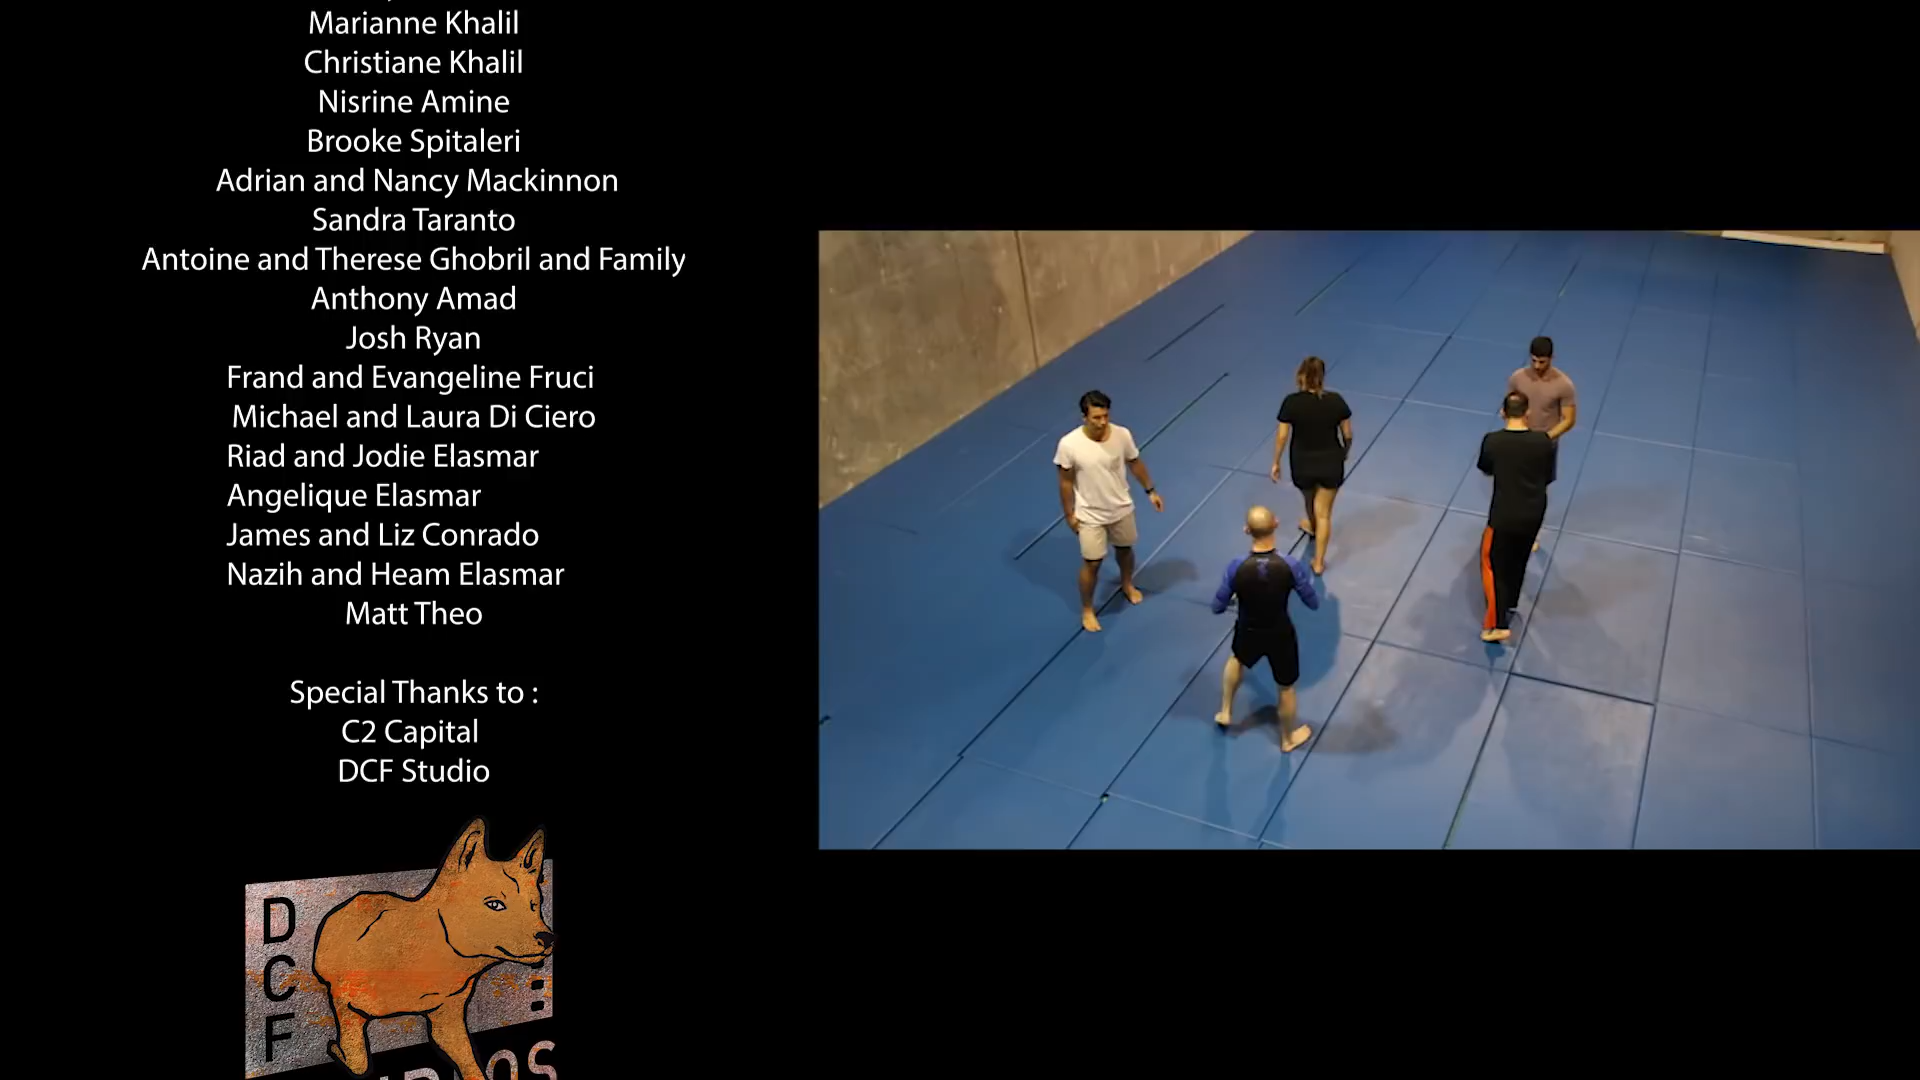 Marianne Khalil
Christiane Khalil
Nisrine Amine
Brooke Spitaleri
Adrian and Nancy Mackinnon
Sandra Taranto
Antoine and Therese Ghobril and Family
Anthony Amad
Josh Ryan
Frand and Evangeline Fruci
Michael and Laura Di Ciero
Riad and Jodie Elasmar
Angelique Elasmar
James and Liz Conrado
Nazih and Heam Elasmar
Matt Theo
Special Thanks to :
C2 Capital
DCF Studio
DCF